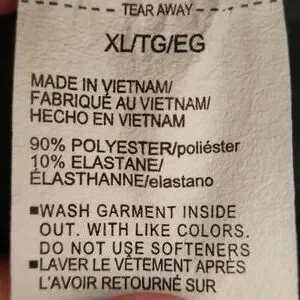 TEAR AWAY
XL/TG/EG
MADE IN VIETNAM/
FABRIQUÉ AU VIETNAM/
HECHO EN VIETNAM
90% POLYESTER/poliéster
10% ELASTANE/
ÉLASTHANNE/elastano
▪WASH GARMENT INSIDE
OUT. WITH LIKE COLORS.
DO NOT USE SOFTENERS
▪LAVER LE VÊTEMENT APRÈS
L'AVOIR RETOURNÉ SUR